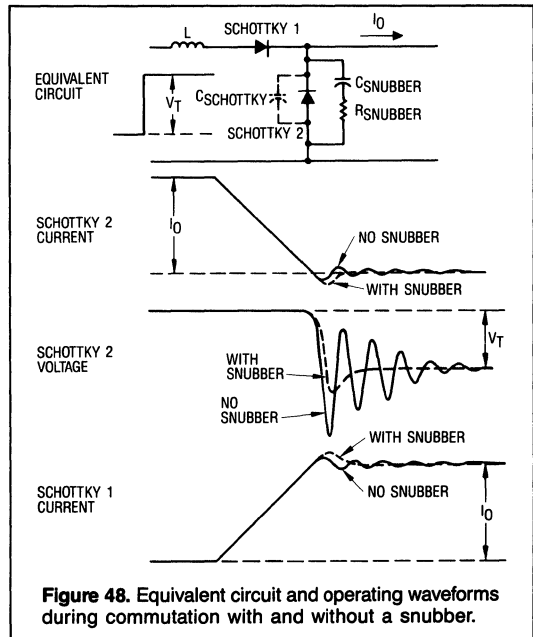 SCHOTTKY 1
I0
L
EQUIVALENT
CIRCUIT
VT
CSCHOTTKY
CSNUBBER
RSNUBBER
SCHOTTKY 2
SCHOTTKY 2
CURRENT
I0
NO SNUBBER
WITH SNUBBER
SCHOTTKY 2
VOLTAGE
WITH
SNUBBER
NO
SNUBBER
VT
SCHOTTKY 1
CURRENT
WITH SNUBBER
NO SNUBBER
I0
Figure 48. Equivalent circuit and operating waveforms
during commutation with and without a snubber.